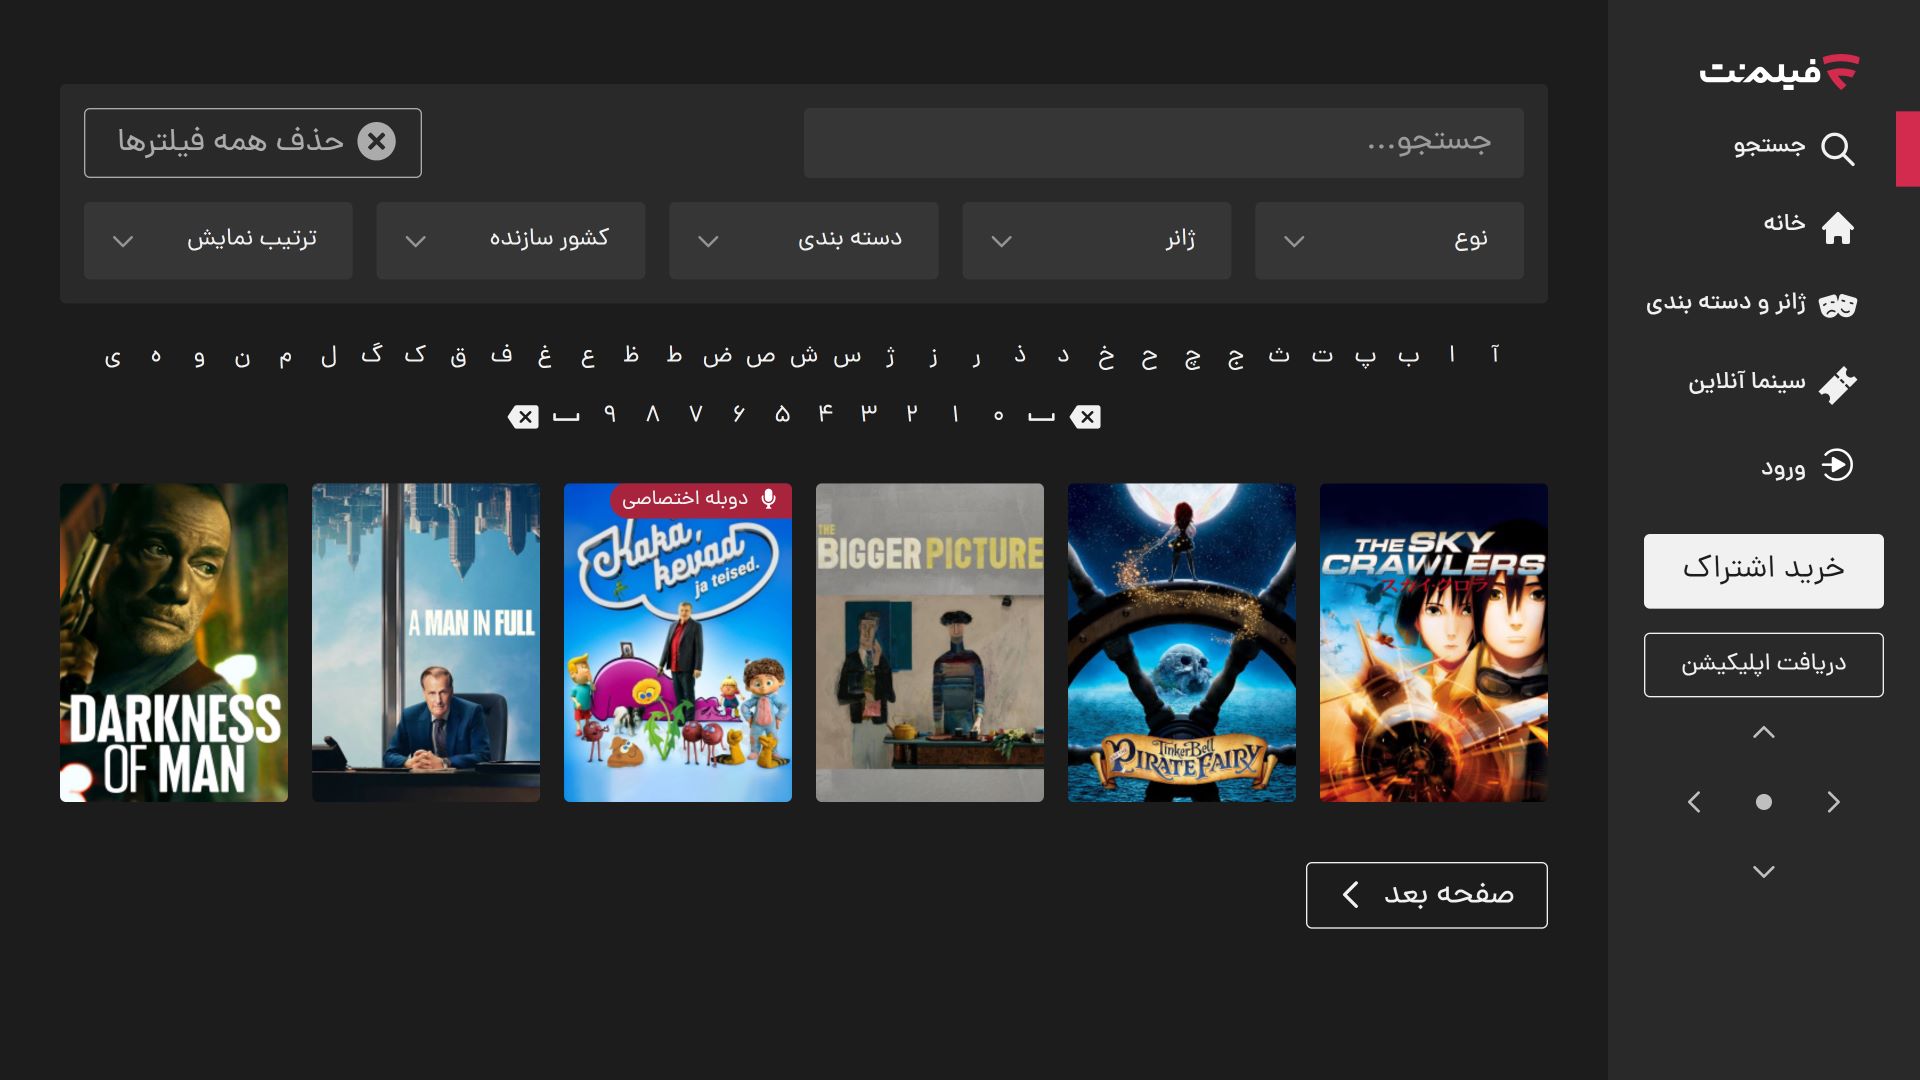 فیلمنت
جستجو
خانه
ژانر و دسته بندی
سینما آنلاین
ورود
خرید اشتراک
دریافت اپلیکیشن
جستجو...
حذف همه فیلترها
نوع
ژانر
دسته بندی
کشور سازنده
ترتیب نمایش
آ ا ب پ ت ث ج چ ح خ د ذ ر ز ژ س ش ص ض ط ظ ع غ ف ق ک گ ل م ن و ه ی
۰ ۱ ۲ ۳ ۴ ۵ ۶ ۷ ۸ ۹
THE SKY
CRAWLERS
スカイ・クロラ
TinkerBell
PIRATE FAIRY
THE
BIGGER PICTURE
دوبله اختصاصی
Kaka,
kevad
ja teised.
A MAN IN FULL
DARKNESS
OF MAN
صفحه بعد